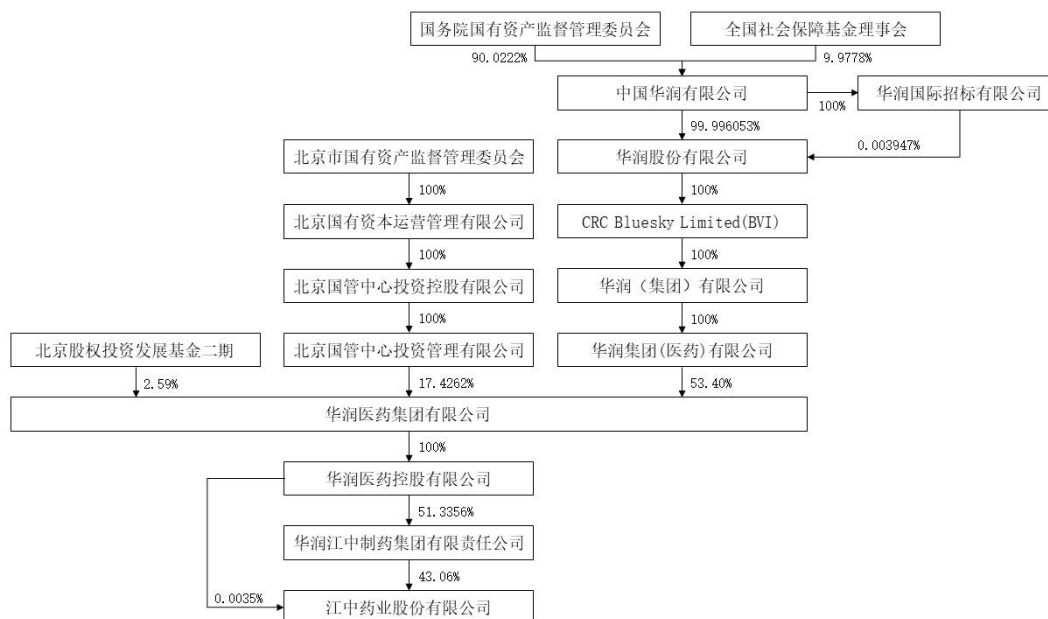 国务院国有资产监督管理委员会
全国社会保障基金理事会
90.0222%
9.9778%
中国华润有限公司
100%
华润国际招标有限公司
99.996053%
北京市国有资产监督管理委员会
华润股份有限公司
0.003947%
100%
100%
北京国有资本运营管理有限公司
CRC Bluesky Limited(BVI)
100%
100%
北京国管中心投资控股有限公司
华润（集团）有限公司
100%
100%
北京股权投资发展基金二期
北京国管中心投资管理有限公司
华润集团(医药)有限公司
2.59%
17.4262%
53.40%
华润医药集团有限公司
100%
华润医药控股有限公司
51.3356%
华润江中制药集团有限责任公司
43.06%
0.0035%
江中药业股份有限公司